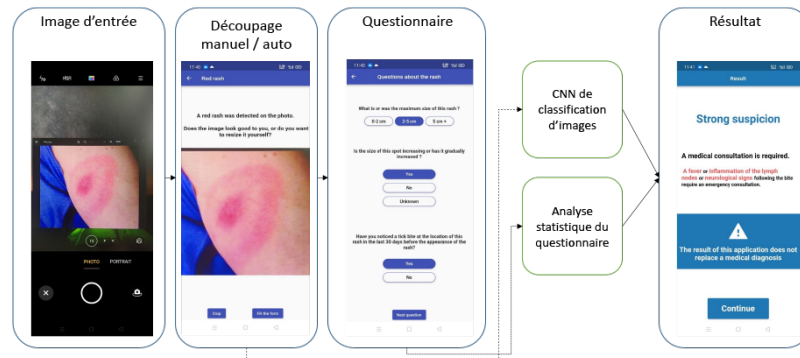 Image d'entrée
PHOTO
PORTRAIT
Découpage
manuel / auto
11:40
Red rash
A red rash was detected on the photo.
Does the image look good to you, or do you want
to resize it yourself?
Crop
Fill the form
Questionnaire
11:40
Questions about the rash
What is or was the maximum size of this rash ?
0-2 cm
2-5 cm
5 cm +
Is the size of this spot increasing or has it gradually
increased ?
Yes
No
Unknown
Have you noticed a tick bite at the location of this
rash in the last 30 days before the appearance of the
rash?
Yes
No
Next question
CNN de
classification
d'images
Analyse
statistique du
questionnaire
Résultat
11:41
Result
Strong suspicion
A medical consultation is required.
A fever or inflammation of the lymph
nodes or neurological signs following the bite
require an emergency consultation.
The result of this application does not
replace a medical diagnosis
Continue